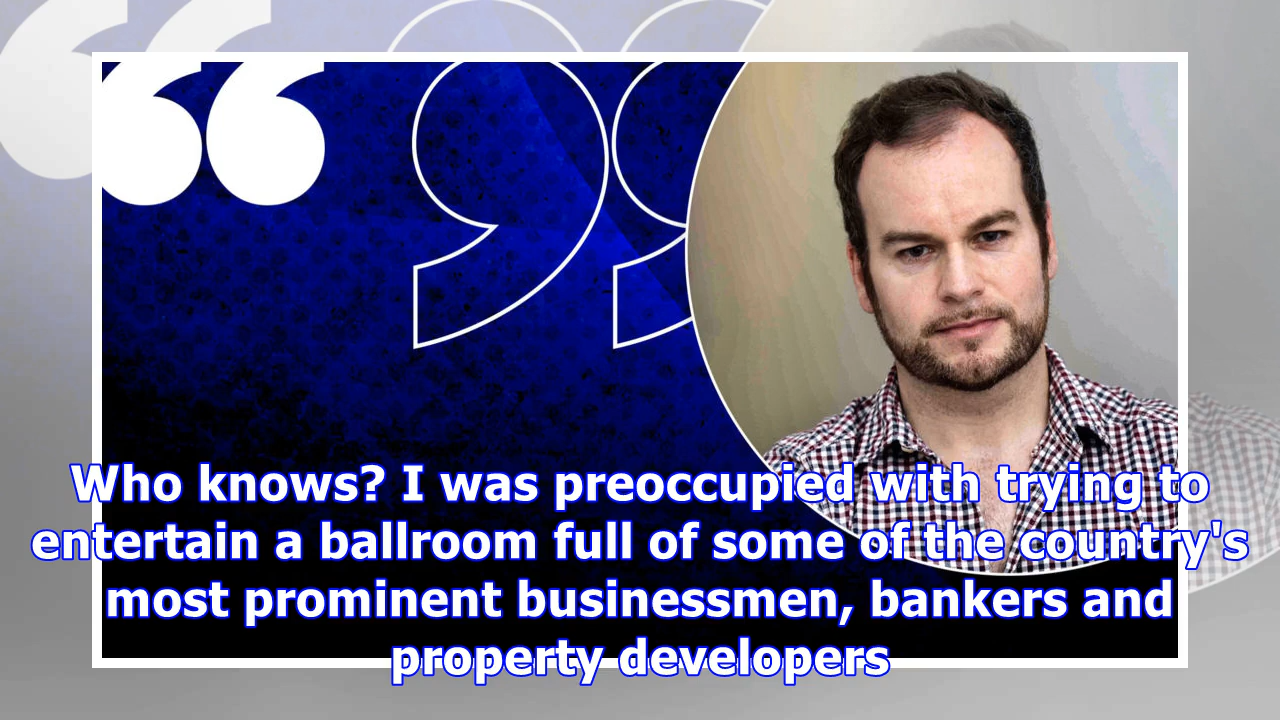 Who knows? I was preoccupied with trying to
entertain a ballroom full of some of the country's
most prominent businessmen, bankers and
property developers